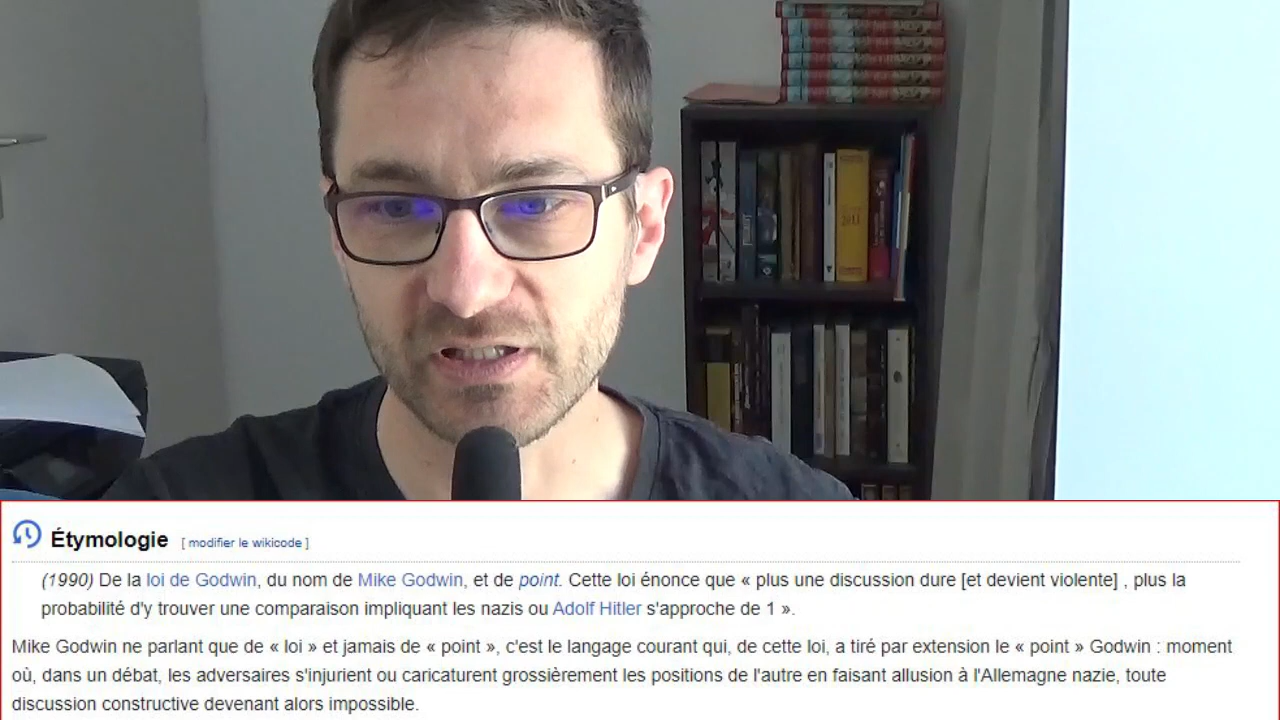 2011
Étymologie [ modifier le wikicode ]
(1990) De la loi de Godwin, du nom de Mike Godwin, et de point. Cette loi énonce que « plus une discussion dure [et devient violente] , plus la
probabilité d'y trouver une comparaison impliquant les nazis ou Adolf Hitler s'approche de 1 ».
Mike Godwin ne parlant que de « loi » et jamais de « point », c'est le langage courant qui, de cette loi, a tiré par extension le « point » Godwin : moment
où, dans un débat, les adversaires s'injurient ou caricaturent grossièrement les positions de l'autre en faisant allusion à l'Allemagne nazie, toute
discussion constructive devenant alors impossible.